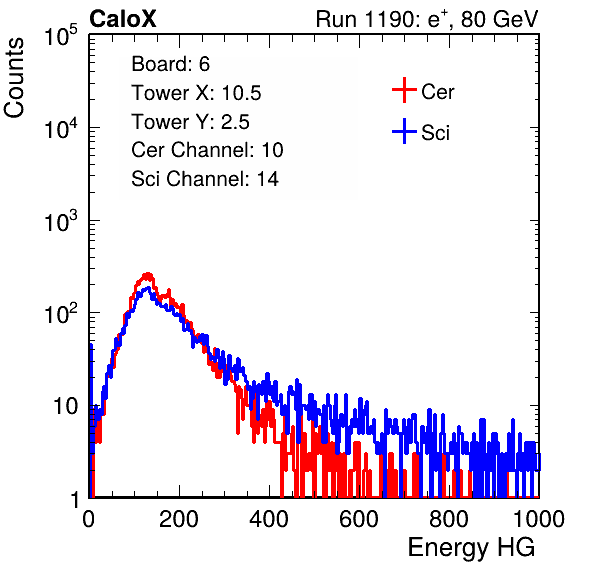 CaloX Run 1190: e⁺, 80 GeV
Counts
10⁵
10⁴
10³
10²
10
1
Board: 6
Tower X: 10.5
Tower Y: 2.5
Cer Channel: 10
Sci Channel: 14
Cer
Sci
0 200 400 600 800 1000
Energy HG